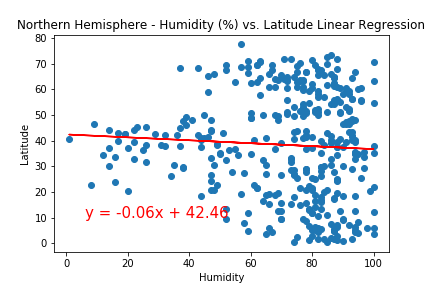 Northern Hemisphere - Humidity (%) vs. Latitude Linear Regression
80
70
60
50
40
30
20
10
0
Latitude
y = -0.06x + 42.46
0 20 40 60 80 100
Humidity